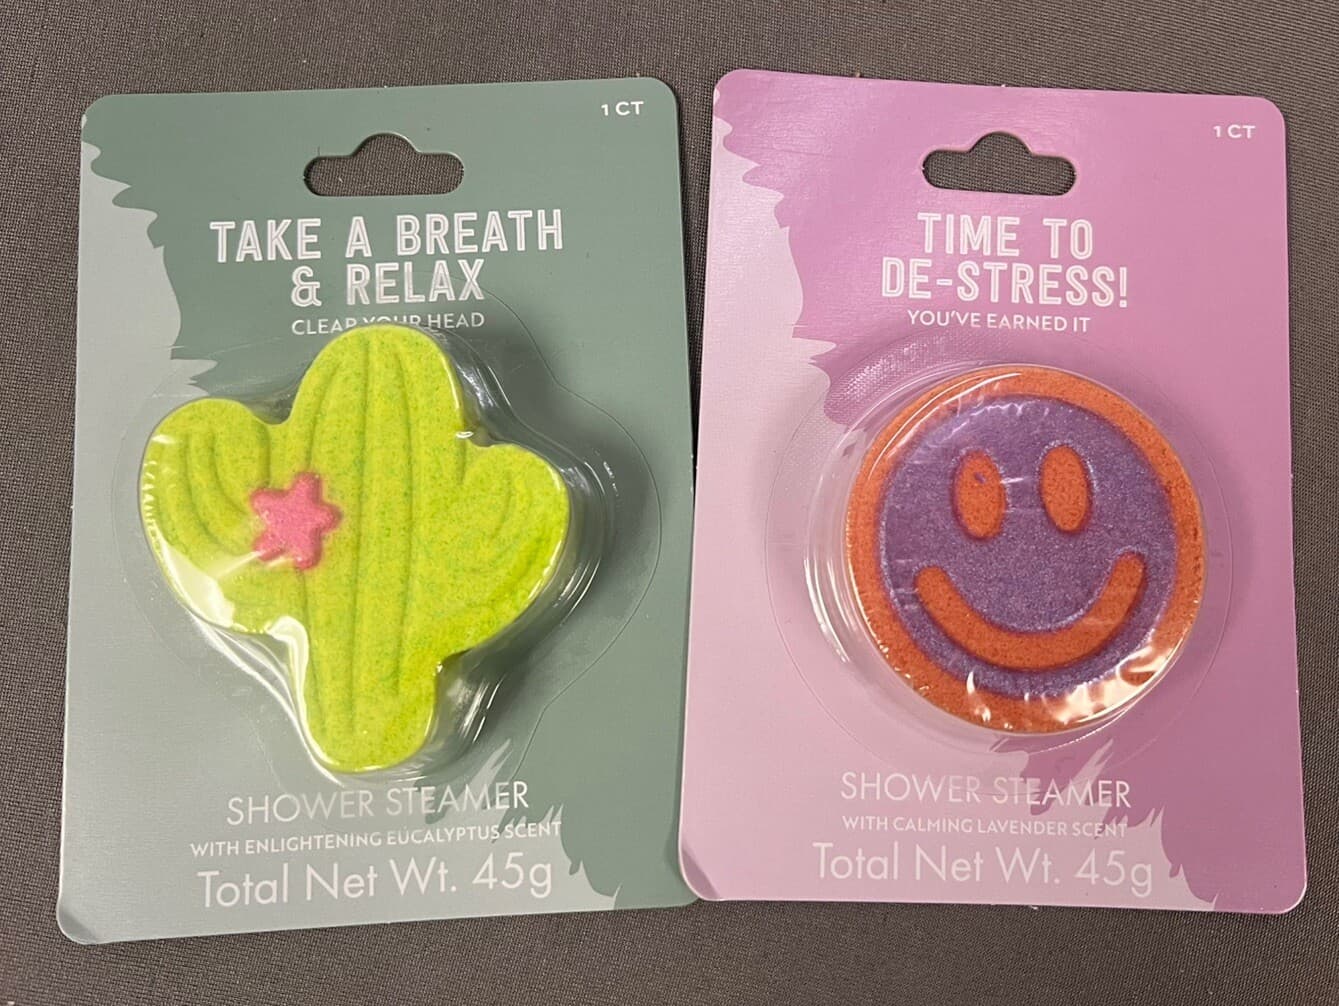 1 CT
TAKE A BREATH
& RELAX
CLEAR YOUR HEAD
SHOWER STEAMER
WITH ENLIGHTENING EUCALYPTUS SCENT
Total Net Wt. 45g
1 CT
TIME TO
DE-STRESS!
YOU'VE EARNED IT
SHOWER STEAMER
WITH CALMING LAVENDER SCENT
Total Net Wt. 45g